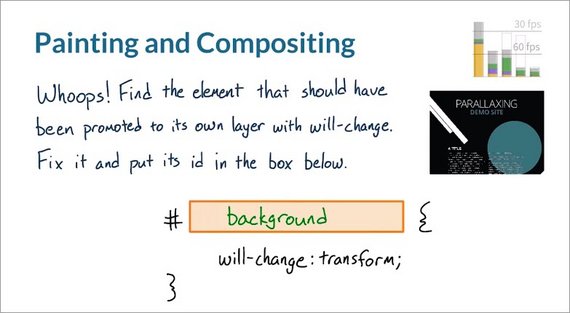 Painting and Compositing
30 fps
60 fps
Whoops! Find the element that should have
been promoted to its own layer with will-change.
Fix it and put its id in the box below.
PARALLAXING
DEMO SITE
A TITLE
# background {
will-change: transform;
}